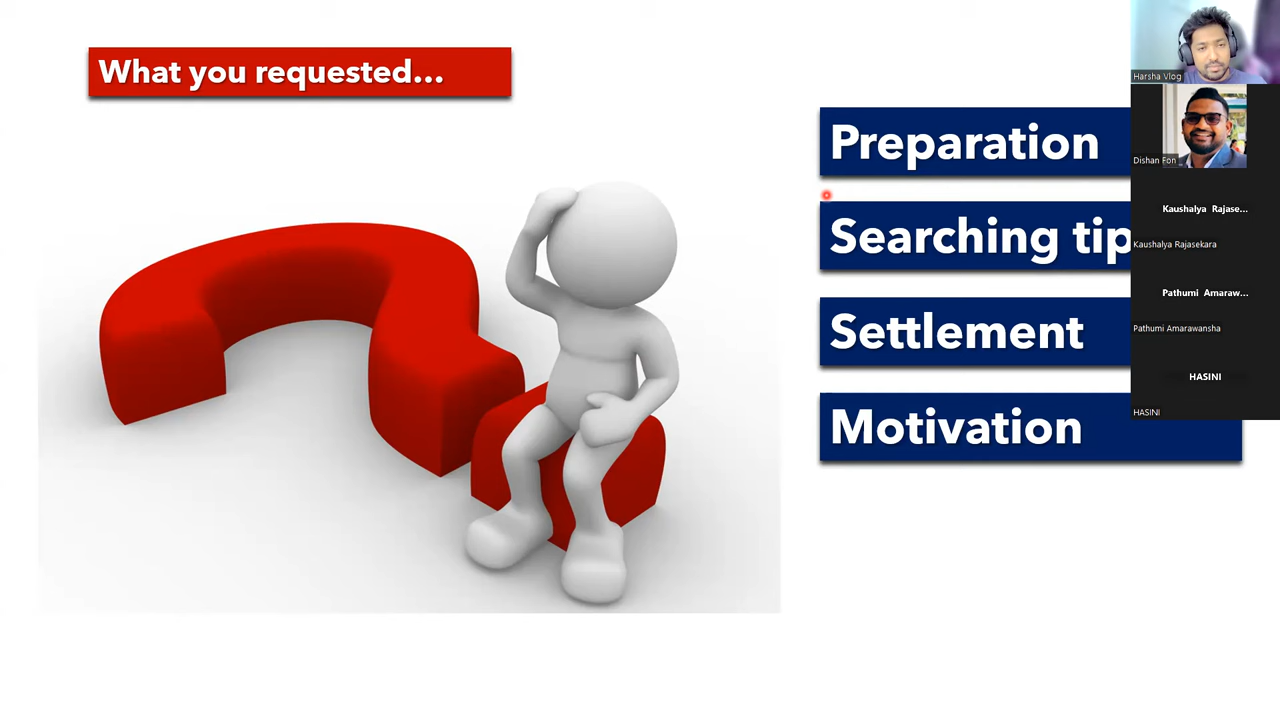 What you requested...
Preparation
Searching tip
Settlement
Motivation
Harsha Vlog
Dishan Fon
Kaushalya Rajase...
Kaushalya Rajasekara
Pathumi Amaraw...
Pathumi Amarawansha
HASINI
HASINI